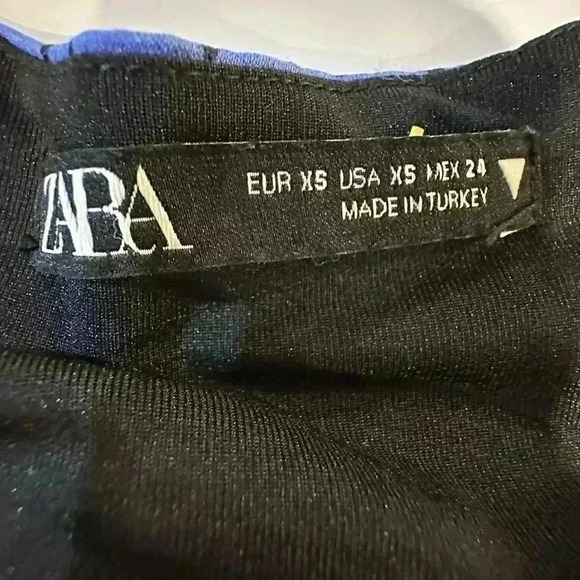 ZARA
EUR XS USA XS MEX 24
MADE IN TURKEY